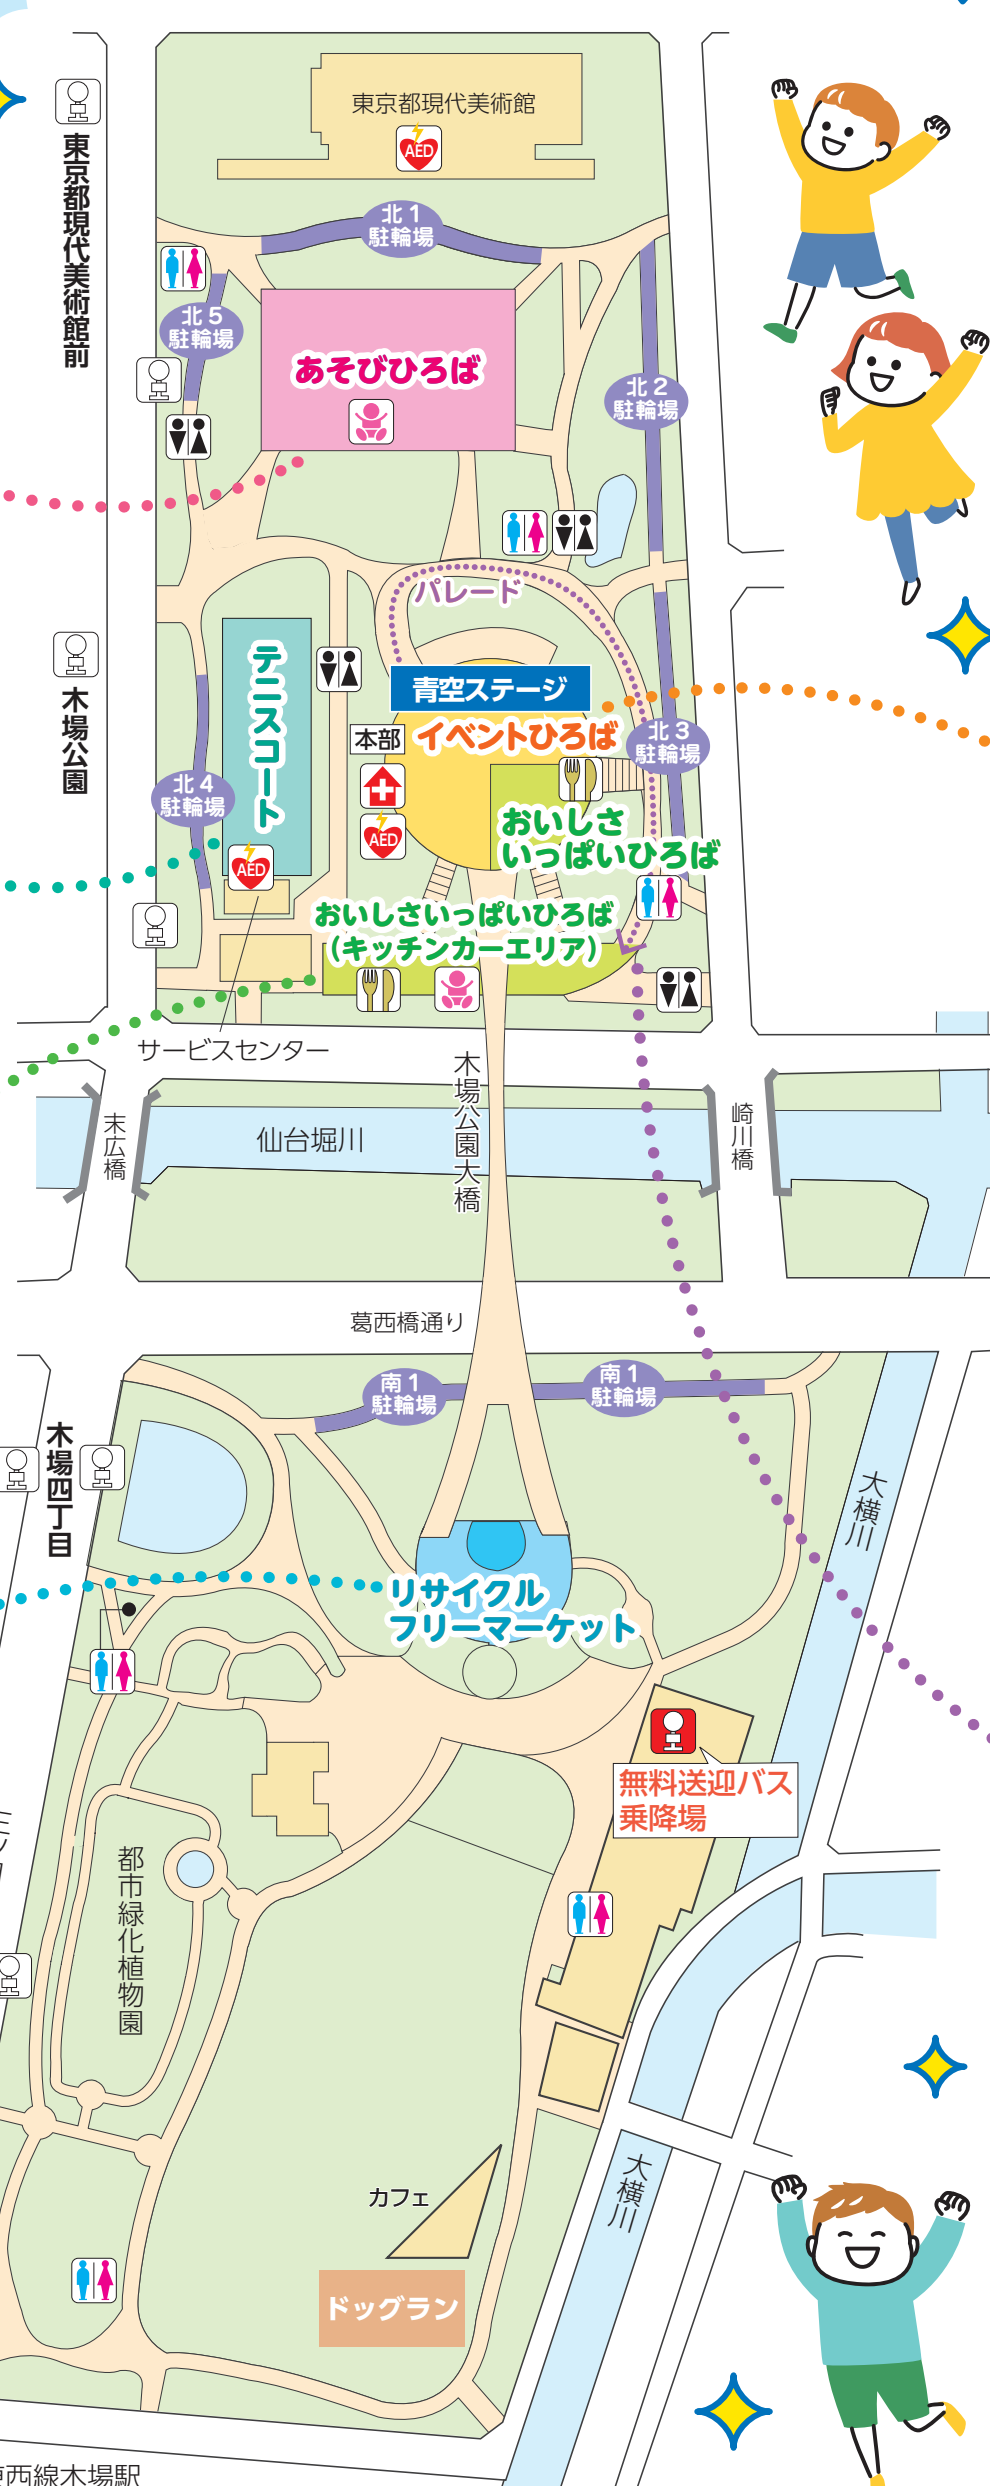 東京都現代美術館
AED
東京都現代美術館前
北1
駐輪場
北5
駐輪場
あそびひろば
北2
駐輪場
パレード
テニスコート
青空ステージ
イベントひろば
本部
北3
駐輪場
木場公園
北4
駐輪場
AED
AED
おいしさ
いっぱいひろば
おいしさいっぱいひろば
(キッチンカーエリア)
サービスセンター
木場公園大橋
末広橋
仙台堀川
崎川橋
葛西橋通り
南1
駐輪場
南1
駐輪場
木場四丁目
大横川
リサイクル
フリーマーケット
無料送迎バス
乗降場
都市緑化植物園
大横川
カフェ
ドッグラン
西線木場駅